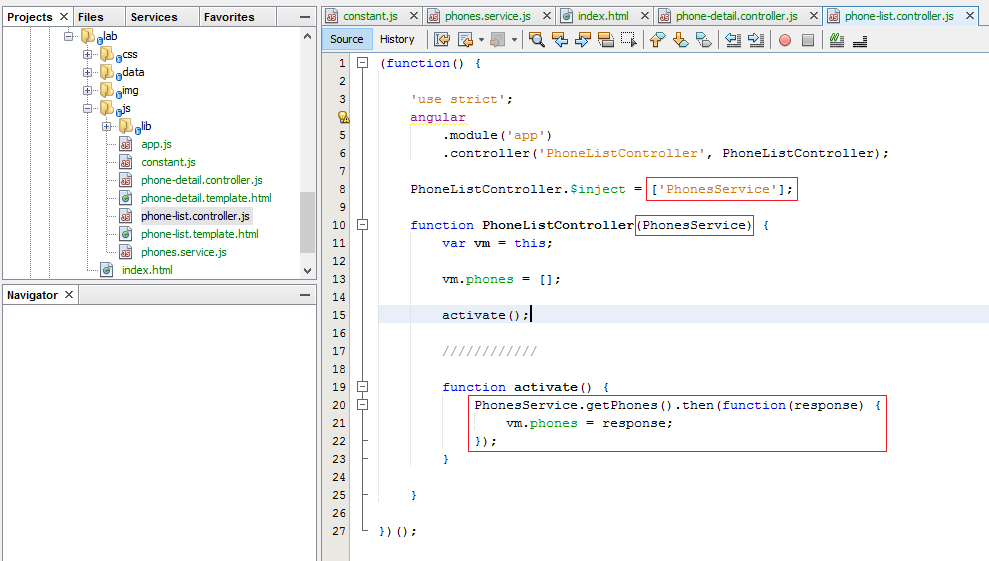 Projects Files Services Favorites
lab
css
data
img
js
lib
app.js
constant.js
phone-detail.controller.js
phone-detail.template.html
phone-list.controller.js
phone-list.template.html
phones.service.js
index.html
Navigator
constant.js phones.service.js index.html phone-detail.controller.js phone-list.controller.js
Source History
1 (function() {
2
3 'use strict';
angular
5 .module('app')
6 .controller('PhoneListController', PhoneListController);
7
8 PhoneListController.$inject = ['PhonesService'];
9
10 function PhoneListController(PhonesService) {
11 var vm = this;
12
13 vm.phones = [];
14
15 activate();
16
17 ////////////
18
19 function activate() {
20 PhonesService.getPhones().then(function(response) {
21 vm.phones = response;
22 });
23 }
24
25 }
26
27 })();